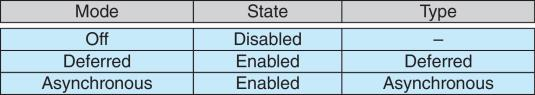 Mode State Type
Off Disabled –
Deferred Enabled Deferred
Asynchronous Enabled Asynchronous